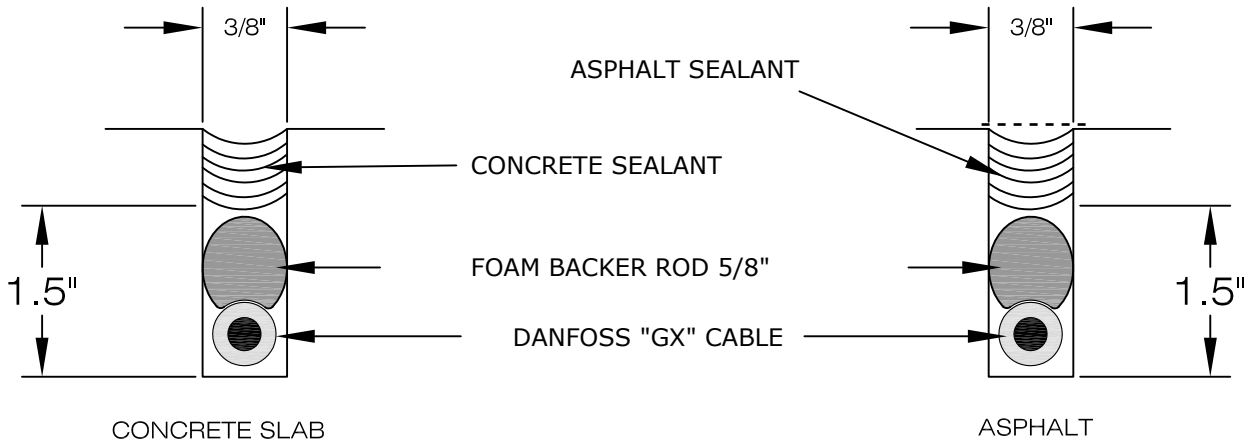 3/8"
3/8"
ASPHALT SEALANT
CONCRETE SEALANT
1.5"
FOAM BACKER ROD 5/8"
1.5"
DANFOSS "GX" CABLE
CONCRETE SLAB
ASPHALT